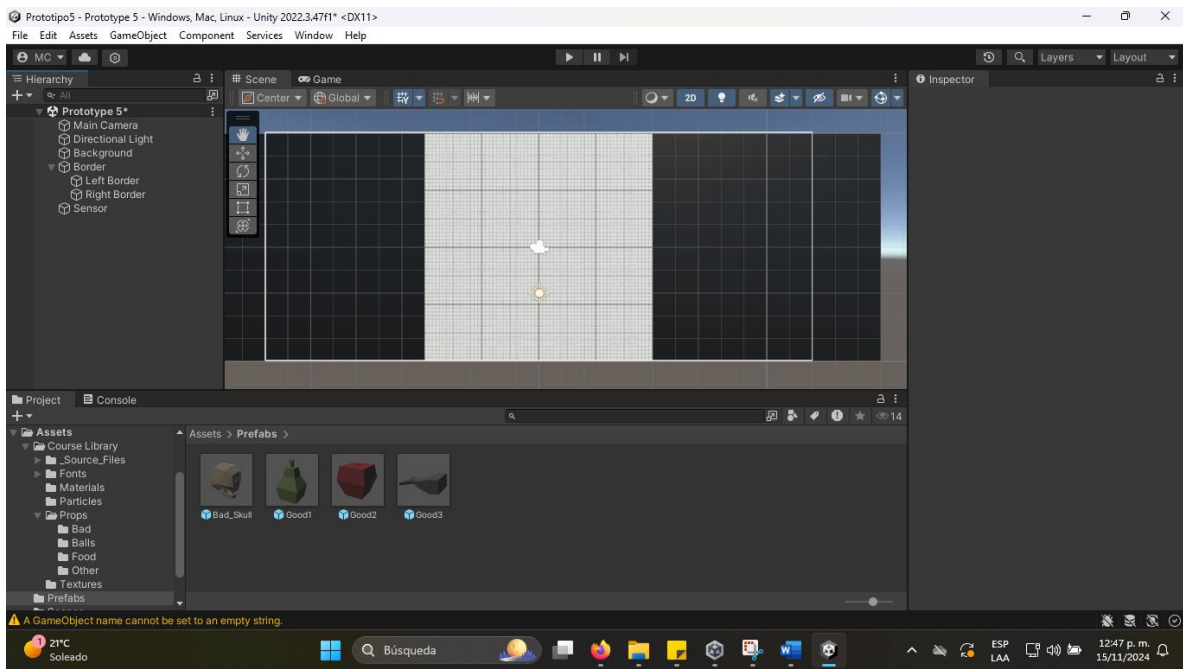 Prototipo5 - Prototype 5 - Windows, Mac, Linux - Unity 2022.3.47f1* <DX11>
File Edit Assets GameObject Component Services Window Help
MC Layers Layout
Hierarchy
All
Prototype 5*
Main Camera
Directional Light
Background
Border
Left Border
Right Border
Sensor
Scene Game
Center Global 2D
Inspector
Project Console
14
Assets
Course Library
_Source_Files
Fonts
Materials
Particles
Props
Bad
Balls
Food
Other
Textures
Prefabs
Assets > Prefabs >
Bad_Skull Good1 Good2 Good3
A GameObject name cannot be set to an empty string.
1
21°C
Soleado
Búsqueda
ESP
LAA
12:47 p. m.
15/11/2024